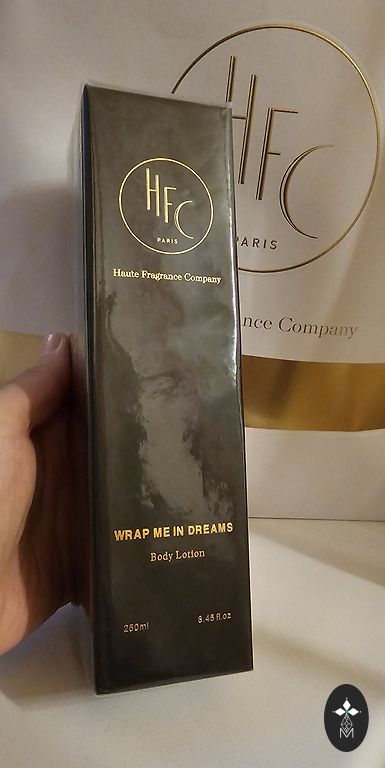 HFC
PARIS
Haute Fragrance Company
WRAP ME IN DREAMS
Body Lotion
250ml
8.45 fl.oz
HFC
PARIS
nce Company
M